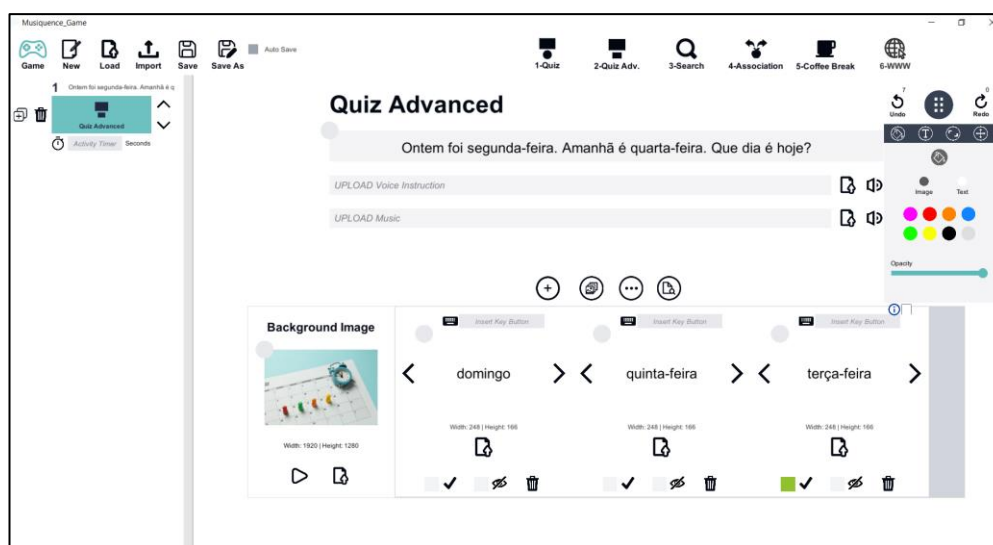 Musiquence_Game
Game New Load Import Save Save As Auto Save
1-Quiz 2-Quiz Adv. 3-Search 4-Association 5-Coffee Break 6-WWW
1 Ontem foi segunda-feira. Amanhã é q
Quiz Advanced
Activity Timer Seconds
Quiz Advanced
Ontem foi segunda-feira. Amanhã é quarta-feira. Que dia é hoje?
UPLOAD Voice Instruction
UPLOAD Music
7 0
Undo Redo
Image Text
Opacity
Background Image
Width: 1920 | Height: 1280
Insert Key Button
domingo
Width: 248 | Height: 166
Insert Key Button
quinta-feira
Width: 248 | Height: 166
Insert Key Button
terça-feira
Width: 248 | Height: 166